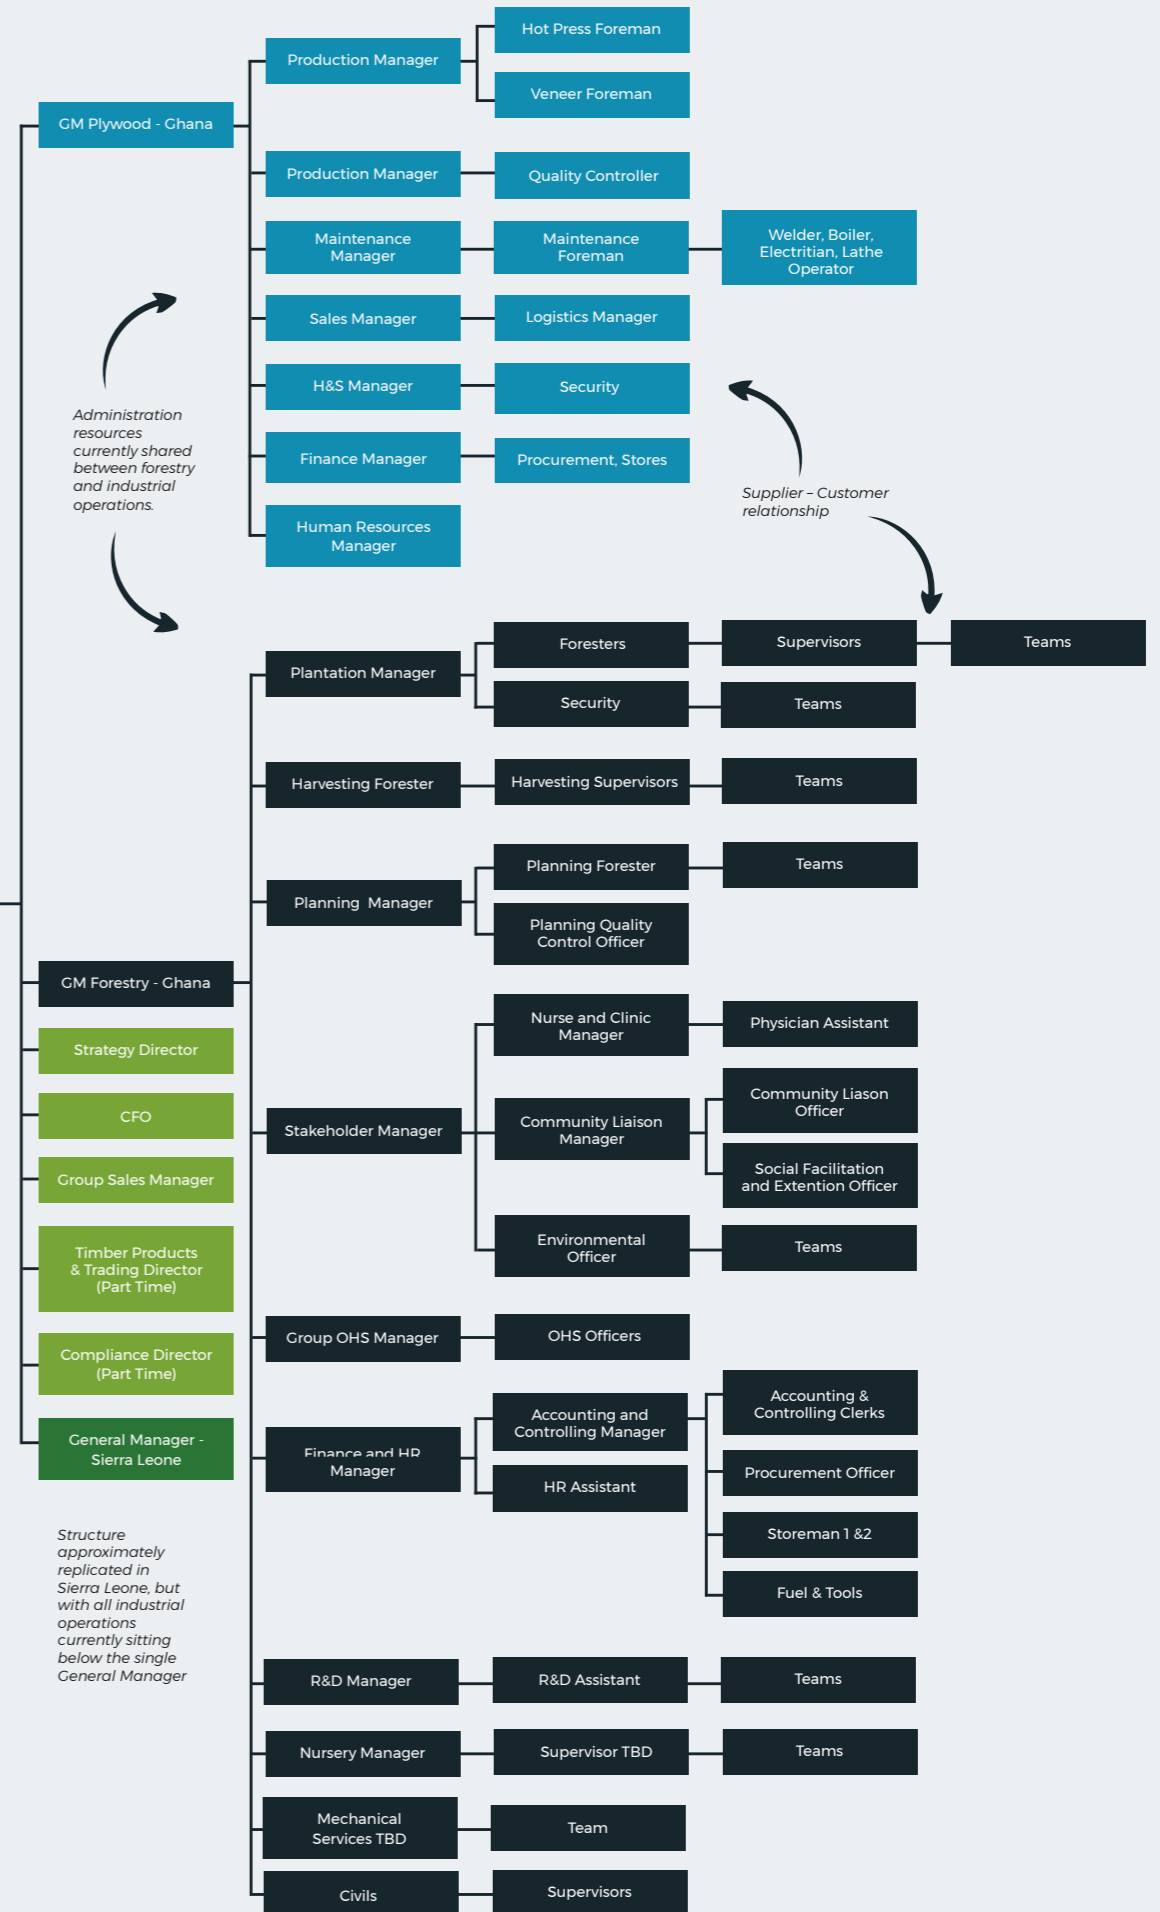 Hot Press Foreman
Production Manager
Veneer Foreman
GM Plywood - Ghana
Production Manager
Quality Controller
Maintenance
Manager
Maintenance
Foreman
Welder, Boiler,
Electritian, Lathe
Operator
Sales Manager
Logistics Manager
H&S Manager
Security
Finance Manager
Procurement, Stores
Human Resources
Manager
Administration
resources
currently shared
between forestry
and industrial
operations.
Supplier – Customer
relationship
Plantation Manager
Foresters
Supervisors
Teams
Security
Teams
Harvesting Forester
Harvesting Supervisors
Teams
Planning Manager
Planning Forester
Teams
Planning Quality
Control Officer
GM Forestry - Ghana
Strategy Director
CFO
Group Sales Manager
Timber Products
& Trading Director
(Part Time)
Compliance Director
(Part Time)
General Manager -
Sierra Leone
Structure
approximately
replicated in
Sierra Leone, but
with all industrial
operations
currently sitting
below the single
General Manager
Stakeholder Manager
Nurse and Clinic
Manager
Physician Assistant
Community Liaison
Manager
Community Liason
Officer
Social Facilitation
and Extention Officer
Environmental
Officer
Teams
Group OHS Manager
OHS Officers
Finance and HR
Manager
Accounting and
Controlling Manager
HR Assistant
Accounting &
Controlling Clerks
Procurement Officer
Storeman 1 &2
Fuel & Tools
R&D Manager
R&D Assistant
Teams
Nursery Manager
Supervisor TBD
Teams
Mechanical
Services TBD
Team
Civils
Supervisors